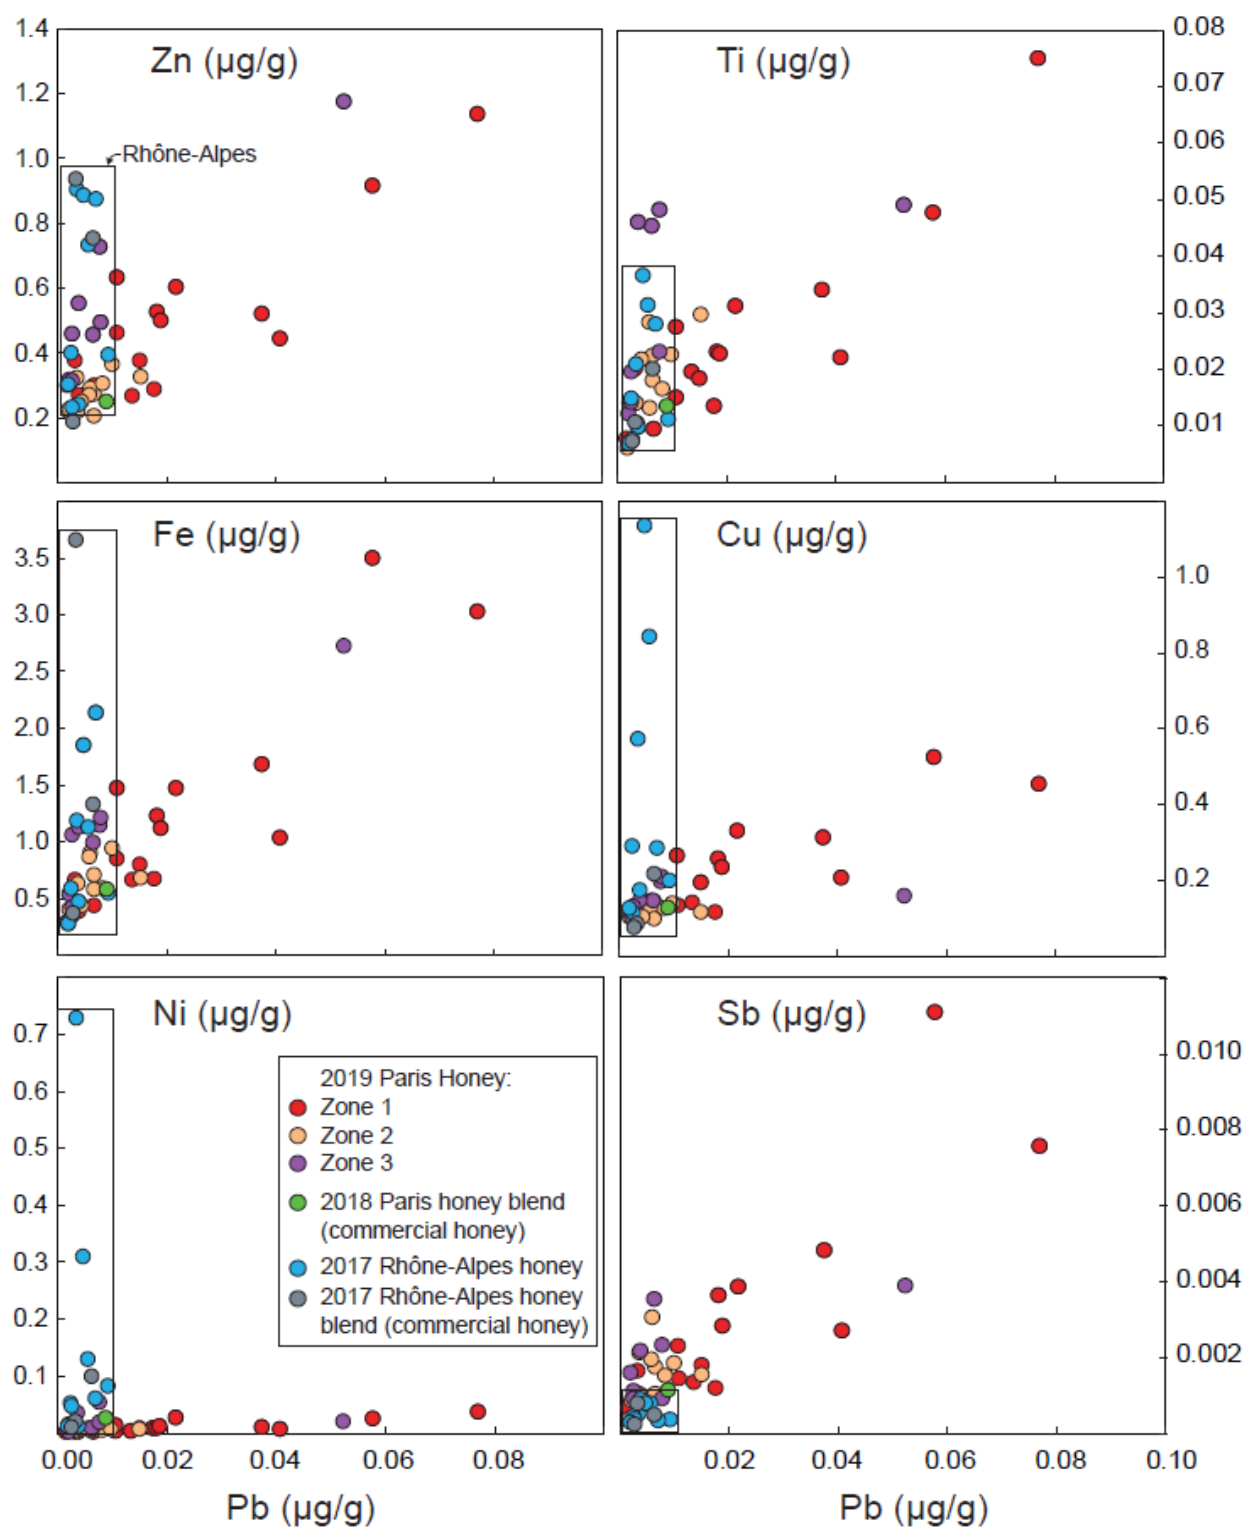 Zn (µg/g)
1.4
1.2
1.0
0.8
0.6
0.4
0.2
Rhône-Alpes
Ti (µg/g)
0.08
0.07
0.06
0.05
0.04
0.03
0.02
0.01
Fe (µg/g)
3.5
3.0
2.5
2.0
1.5
1.0
0.5
Cu (µg/g)
1.0
0.8
0.6
0.4
0.2
Ni (µg/g)
0.7
0.6
0.5
0.4
0.3
0.2
0.1
2019 Paris Honey:
Zone 1
Zone 2
Zone 3
2018 Paris honey blend
(commercial honey)
2017 Rhône-Alpes honey
2017 Rhône-Alpes honey
blend (commercial honey)
Sb (µg/g)
0.010
0.008
0.006
0.004
0.002
0.00 0.02 0.04 0.06 0.08
0.02 0.04 0.06 0.08 0.10
Pb (µg/g)
Pb (µg/g)